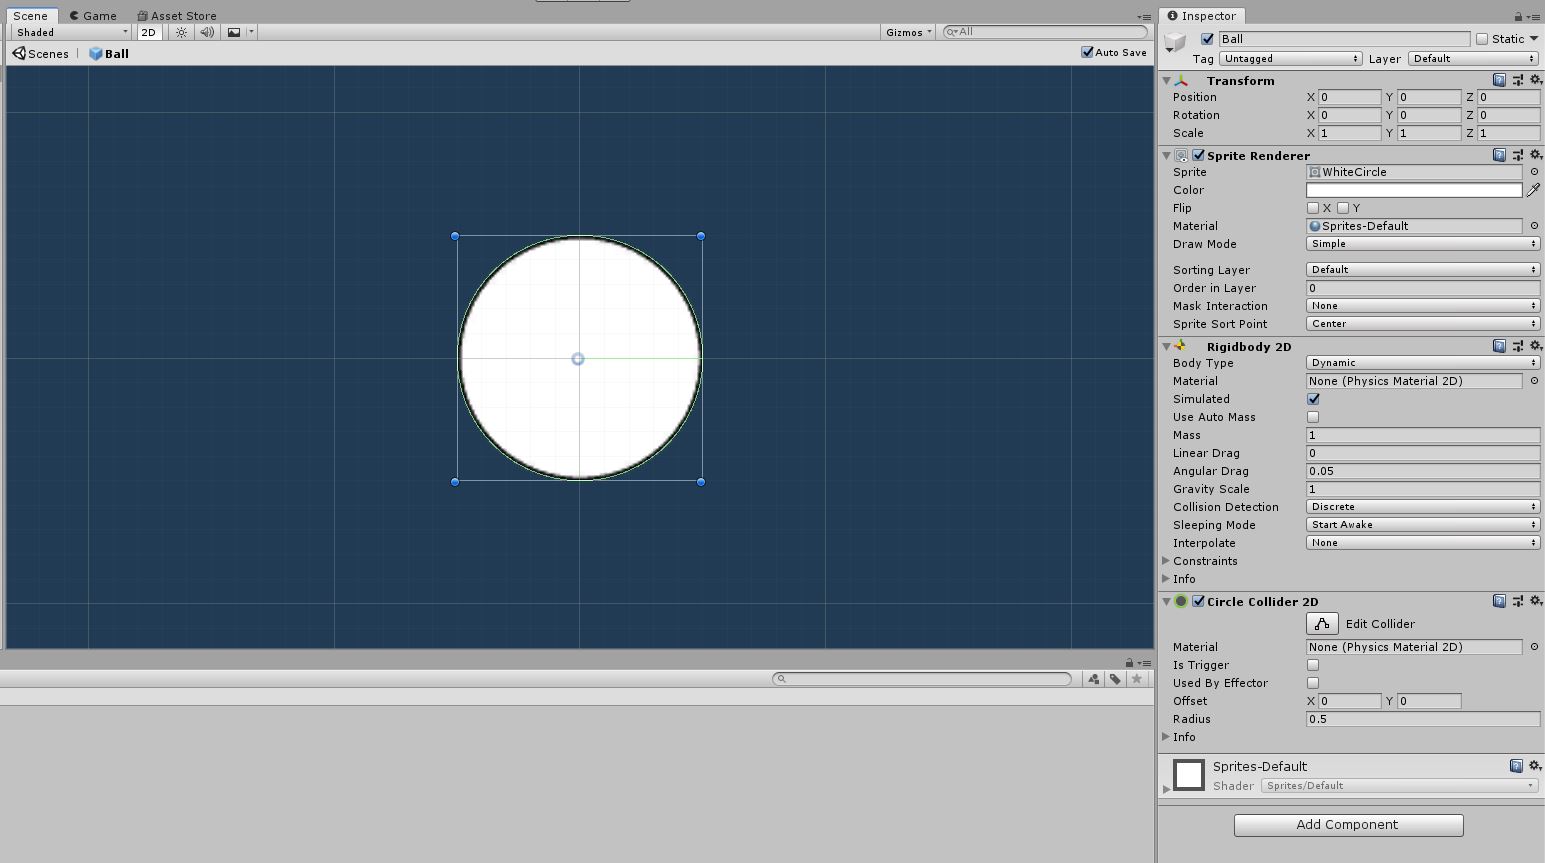 Scene Game Asset Store
Shaded 2D Gizmos All
Scenes Ball Auto Save
Inspector
Ball Static
Tag Untagged Layer Default
Transform
Position X 0 Y 0 Z 0
Rotation X 0 Y 0 Z 0
Scale X 1 Y 1 Z 1
Sprite Renderer
Sprite WhiteCircle
Color
Flip X Y
Material Sprites-Default
Draw Mode Simple
Sorting Layer Default
Order in Layer 0
Mask Interaction None
Sprite Sort Point Center
Rigidbody 2D
Body Type Dynamic
Material None (Physics Material 2D)
Simulated
Use Auto Mass
Mass 1
Linear Drag 0
Angular Drag 0.05
Gravity Scale 1
Collision Detection Discrete
Sleeping Mode Start Awake
Interpolate None
Constraints
Info
Circle Collider 2D
Edit Collider
Material None (Physics Material 2D)
Is Trigger
Used By Effector
Offset X 0 Y 0
Radius 0.5
Info
Sprites-Default
Shader Sprites/Default
Add Component